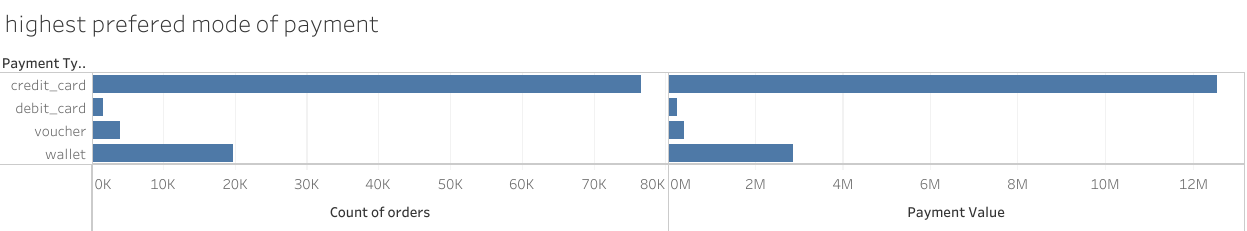 highest prefered mode of payment
Payment Ty..
credit_card
debit_card
voucher
wallet
0K 10K 20K 30K 40K 50K 60K 70K 80K 0M 2M 4M 6M 8M 10M 12M
Count of orders Payment Value